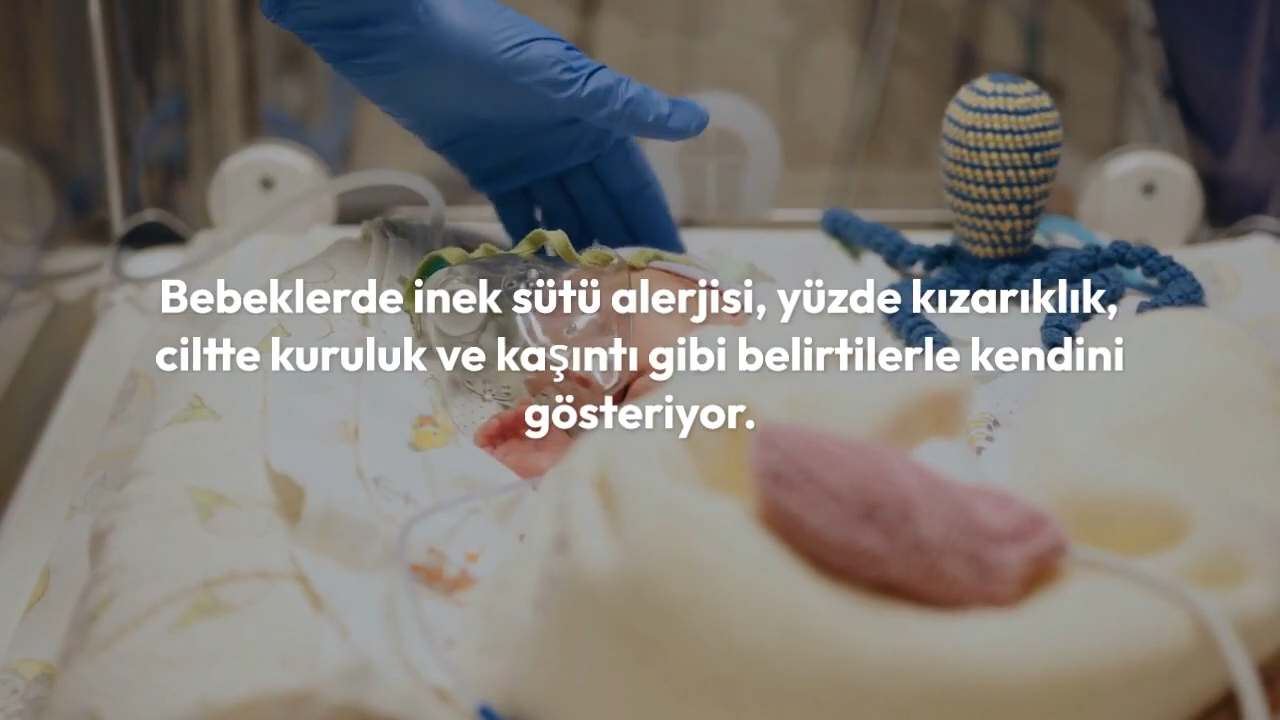 Bebeklerde inek sütü alerjisi, yüzde kızarıklık,
ciltte kuruluk ve kaşıntı gibi belirtilerle kendini
gösteriyor.